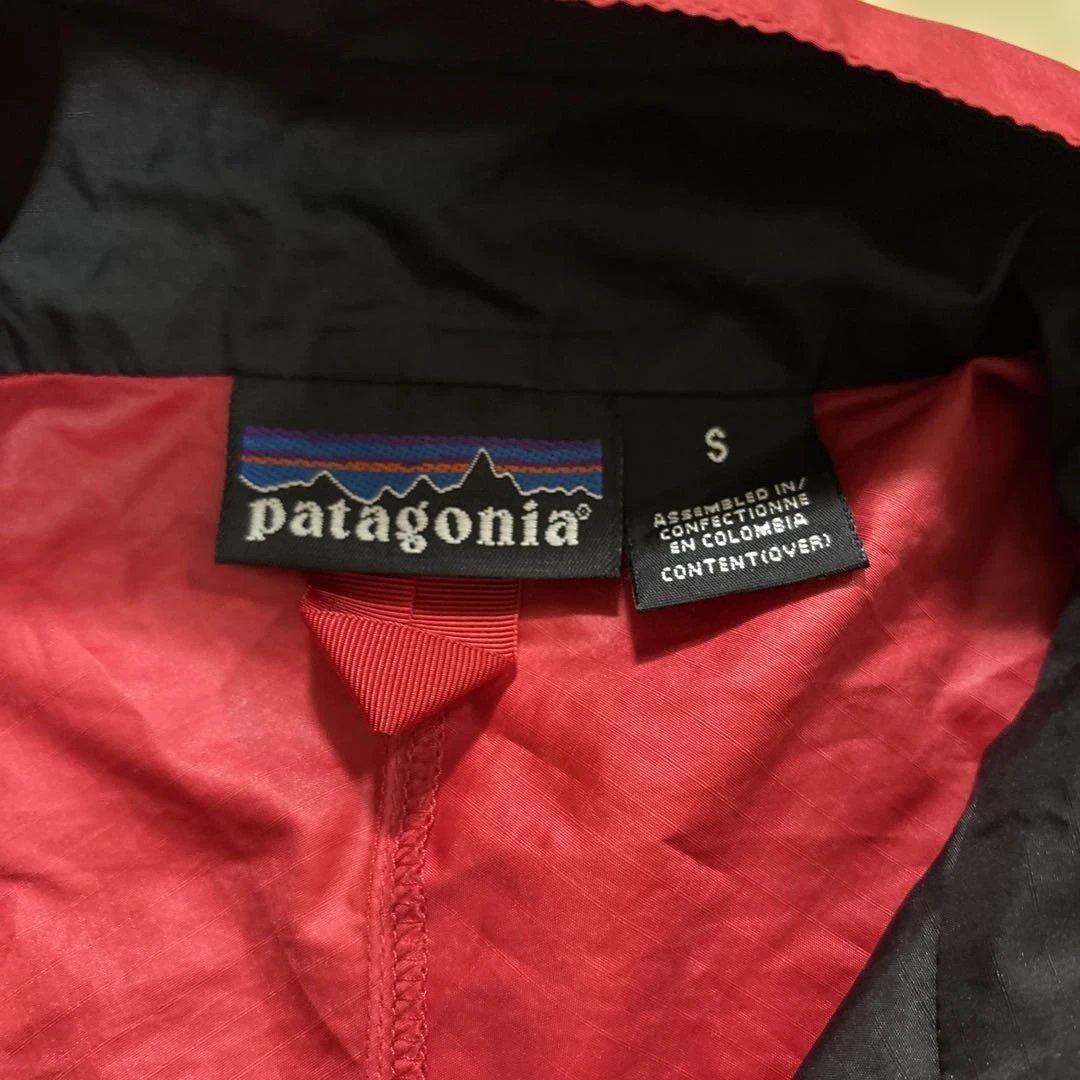 patagonia®
S
ASSEMBLED IN/
CONFECTIONNE
EN COLOMBIA
CONTENT(OVER)